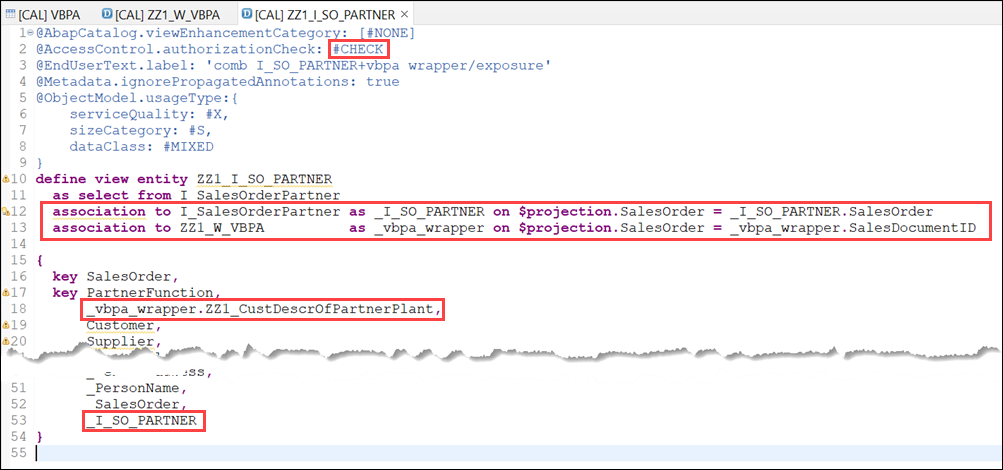 [CAL] VBPA [CAL] ZZ1_W_VBPA [CAL] ZZ1_I_SO_PARTNER
1 @AbapCatalog.viewEnhancementCategory: [#NONE]
2 @AccessControl.authorizationCheck: #CHECK
3 @EndUserText.label: 'comb I_SO_PARTNER+vbpa wrapper/exposure'
4 @Metadata.ignorePropagatedAnnotations: true
5 @ObjectModel.usageType:{
6 serviceQuality: #X,
7 sizeCategory: #S,
8 dataClass: #MIXED
9 }
10 define view entity ZZ1_I_SO_PARTNER
11 as select from I_SalesOrderPartner
12 association to I_SalesOrderPartner as _I_SO_PARTNER on $projection.SalesOrder = _I_SO_PARTNER.SalesOrder
13 association to ZZ1_W_VBPA as _vbpa_wrapper on $projection.SalesOrder = _vbpa_wrapper.SalesDocumentID
14
15 {
16 key SalesOrder,
17 key PartnerFunction,
18 _vbpa_wrapper.ZZ1_CustDescrOfPartnerPlant,
19 Customer,
20 Supplier,
51 _PersonName,
52 _SalesOrder,
53 _I_SO_PARTNER
54 }
55